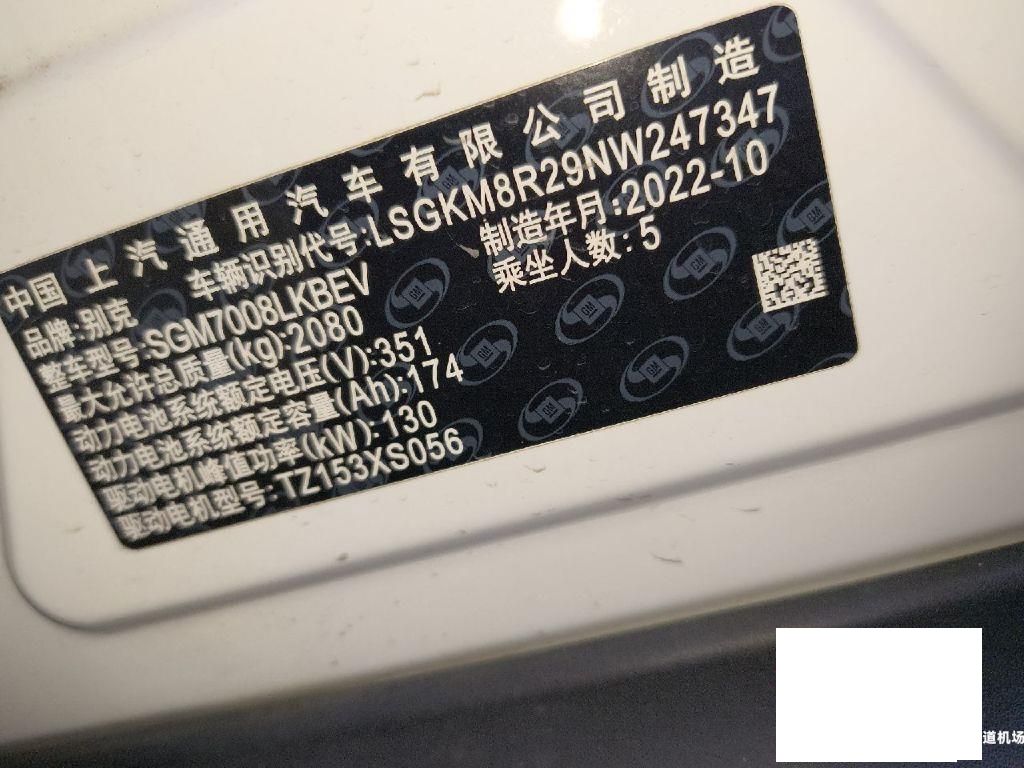 中国上汽通用汽车有限公司制造
品牌:别克 车辆识别代号:LSGKM8R29NW247347
整车型号:SGM7008LKBEV 制造年月:2022-10
最大允许总质量(kg):2080 乘坐人数:5
动力电池系统额定电压(V):351
动力电池系统额定容量(Ah):174
驱动电机峰值功率(kW):130
驱动电机型号:TZ153XS056
道机场